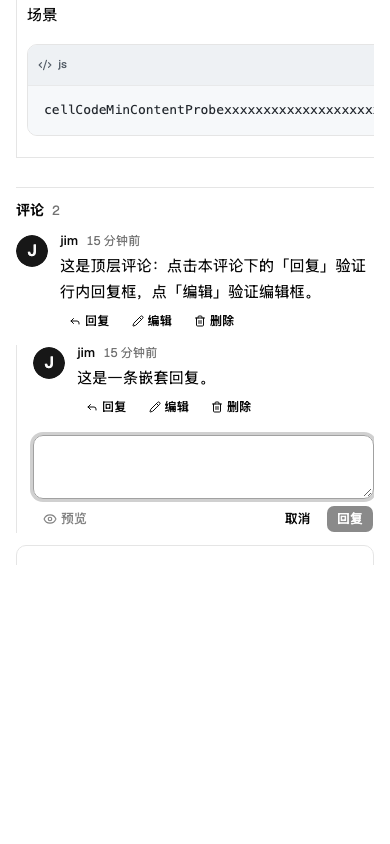 场景
</> js
cellCodeMinContentProbexxxxxxxxxxxxxxxxxxx
评论 2
J jim 15 分钟前
这是顶层评论：点击本评论下的「回复」验证
行内回复框，点「编辑」验证编辑框。
回复 编辑 删除
J jim 15 分钟前
这是一条嵌套回复。
回复 编辑 删除
预览 取消 回复